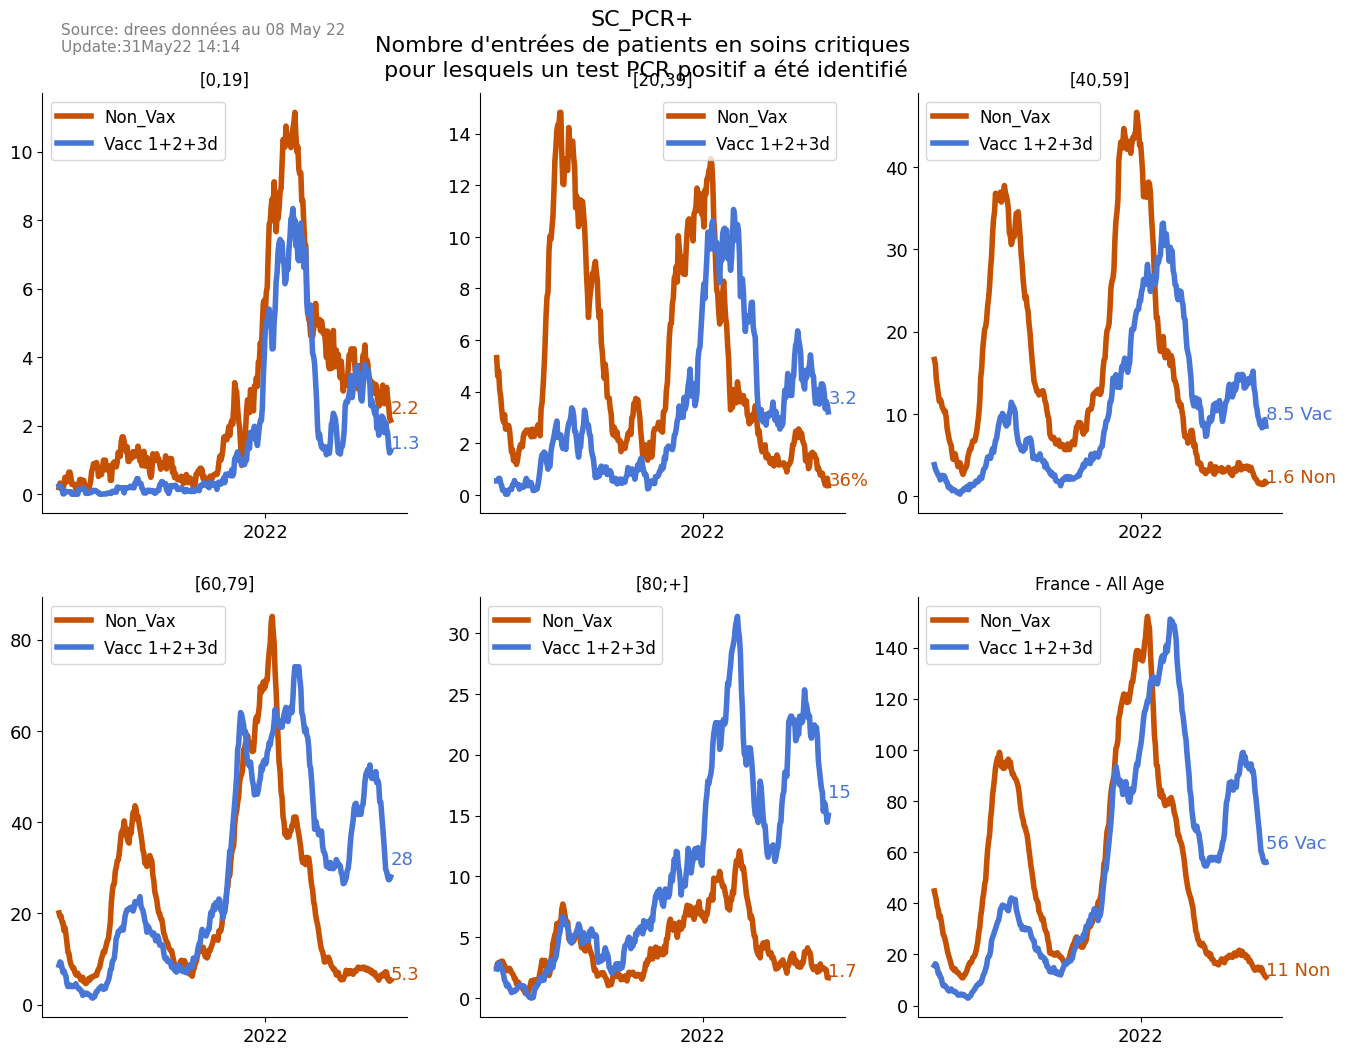 Source: drees données au 08 May 22
Update:31May22 14:14
SC_PCR+
Nombre d'entrées de patients en soins critiques
pour lesquels un test PCR positif a été identifié
[0,19]
Non_Vax
Vacc 1+2+3d
10
8
6
4
2
0
2.2
1.3
2022
[20,39]
Non_Vax
Vacc 1+2+3d
14
12
10
8
6
4
2
0
3.2
36%
2022
[40,59]
Non_Vax
Vacc 1+2+3d
40
30
20
10
0
8.5 Vac
1.6 Non
2022
[60,79]
Non_Vax
Vacc 1+2+3d
80
60
40
20
0
28
5.3
2022
[80;+]
Non_Vax
Vacc 1+2+3d
30
25
20
15
10
5
0
15
1.7
2022
France - All Age
Non_Vax
Vacc 1+2+3d
140
120
100
80
60
40
20
0
56 Vac
11 Non
2022